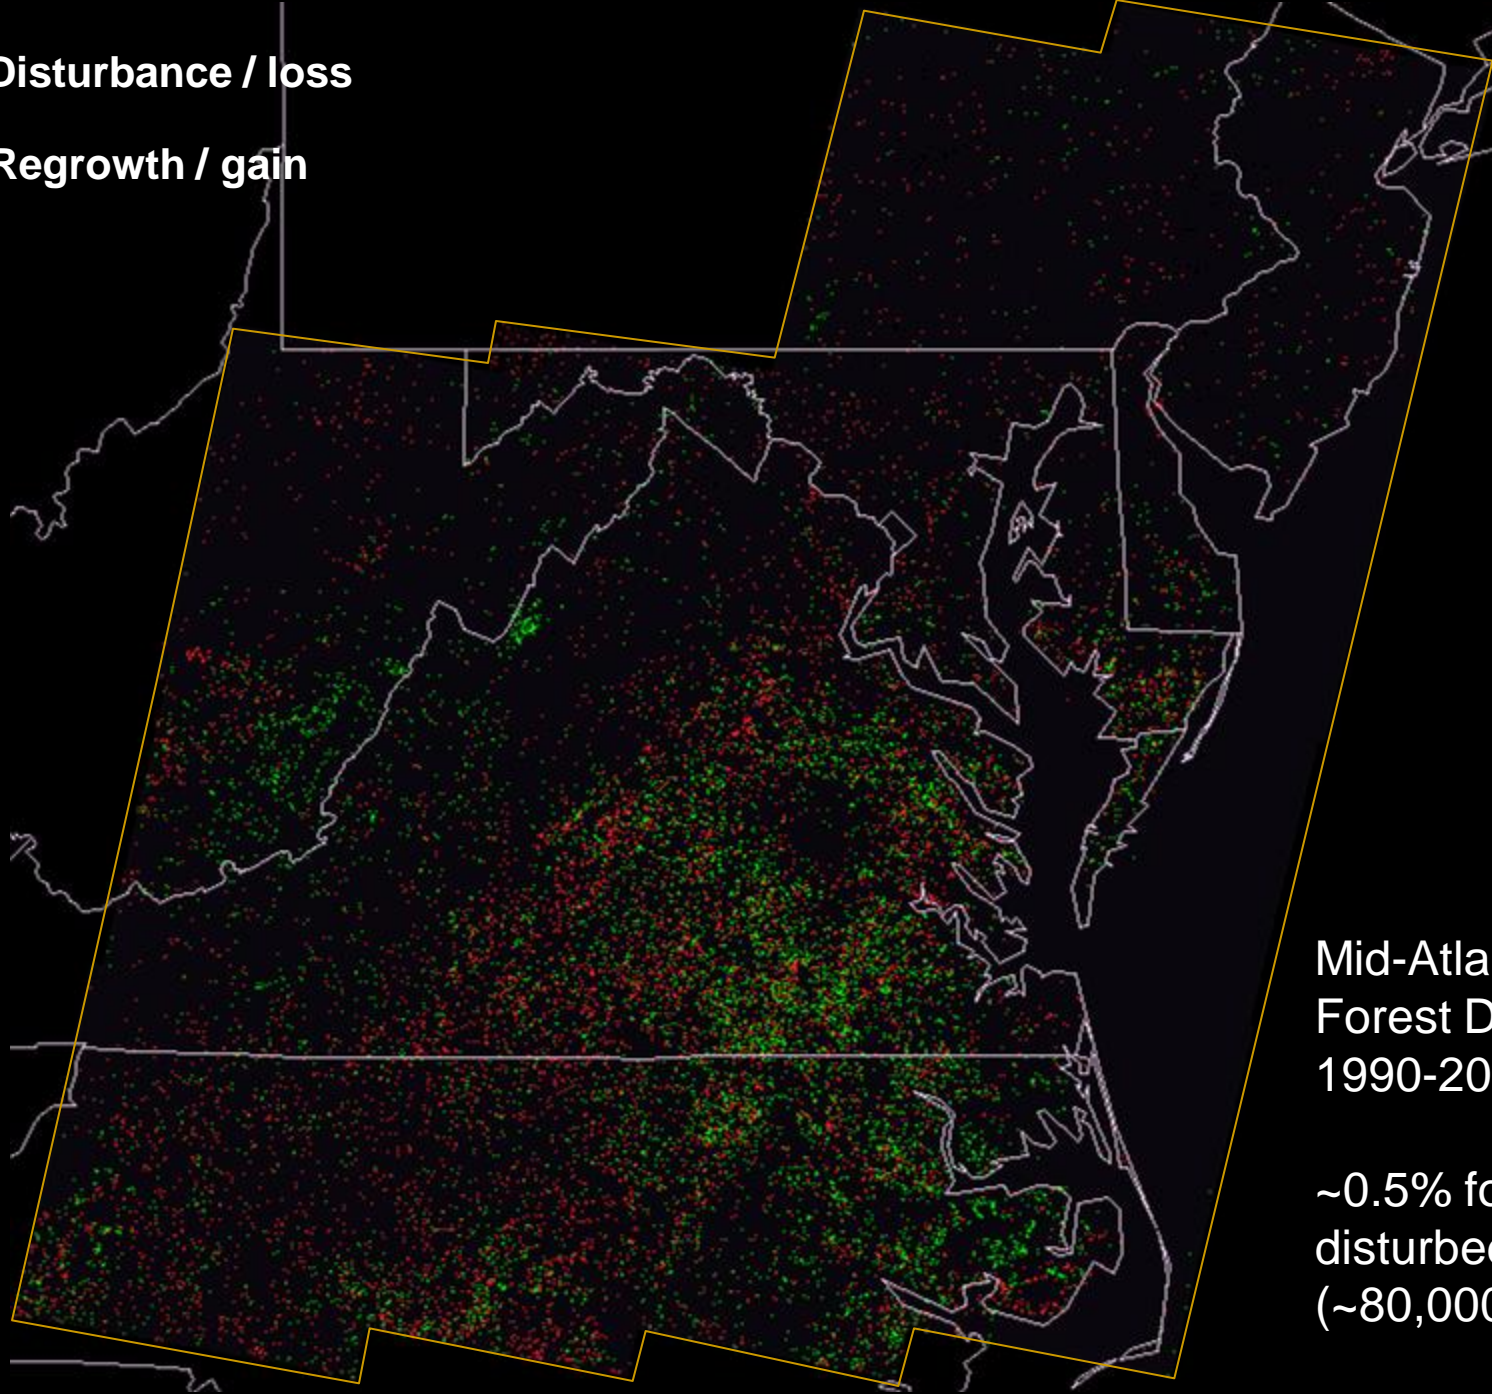 Disturbance / loss
Regrowth / gain
Mid-Atla
Forest D
1990-20
~0.5% fo
disturbed
(~80,000